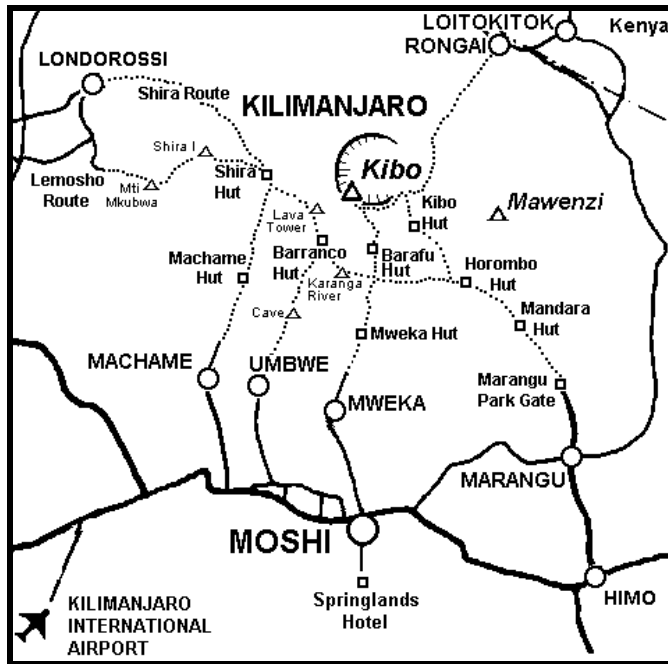 LOITOKITOK
Kenya
RONGAI
LONDOROSSI
Shira Route
KILIMANJARO
Shira I
Kibo
Lemosho
Route
Mti
Mkubwa
Shira
Hut
Lava
Tower
Kibo
Hut
Mawenzi
Machame
Hut
Barranco
Hut
Barafu
Hut
Karanga
River
Horombo
Hut
Cave
Mweka Hut
Mandara
Hut
MACHAME
UMBWE
MWEKA
Marangu
Park Gate
MARANGU
MOSHI
Springlands
Hotel
HIMO
KILIMANJARO
INTERNATIONAL
AIRPORT